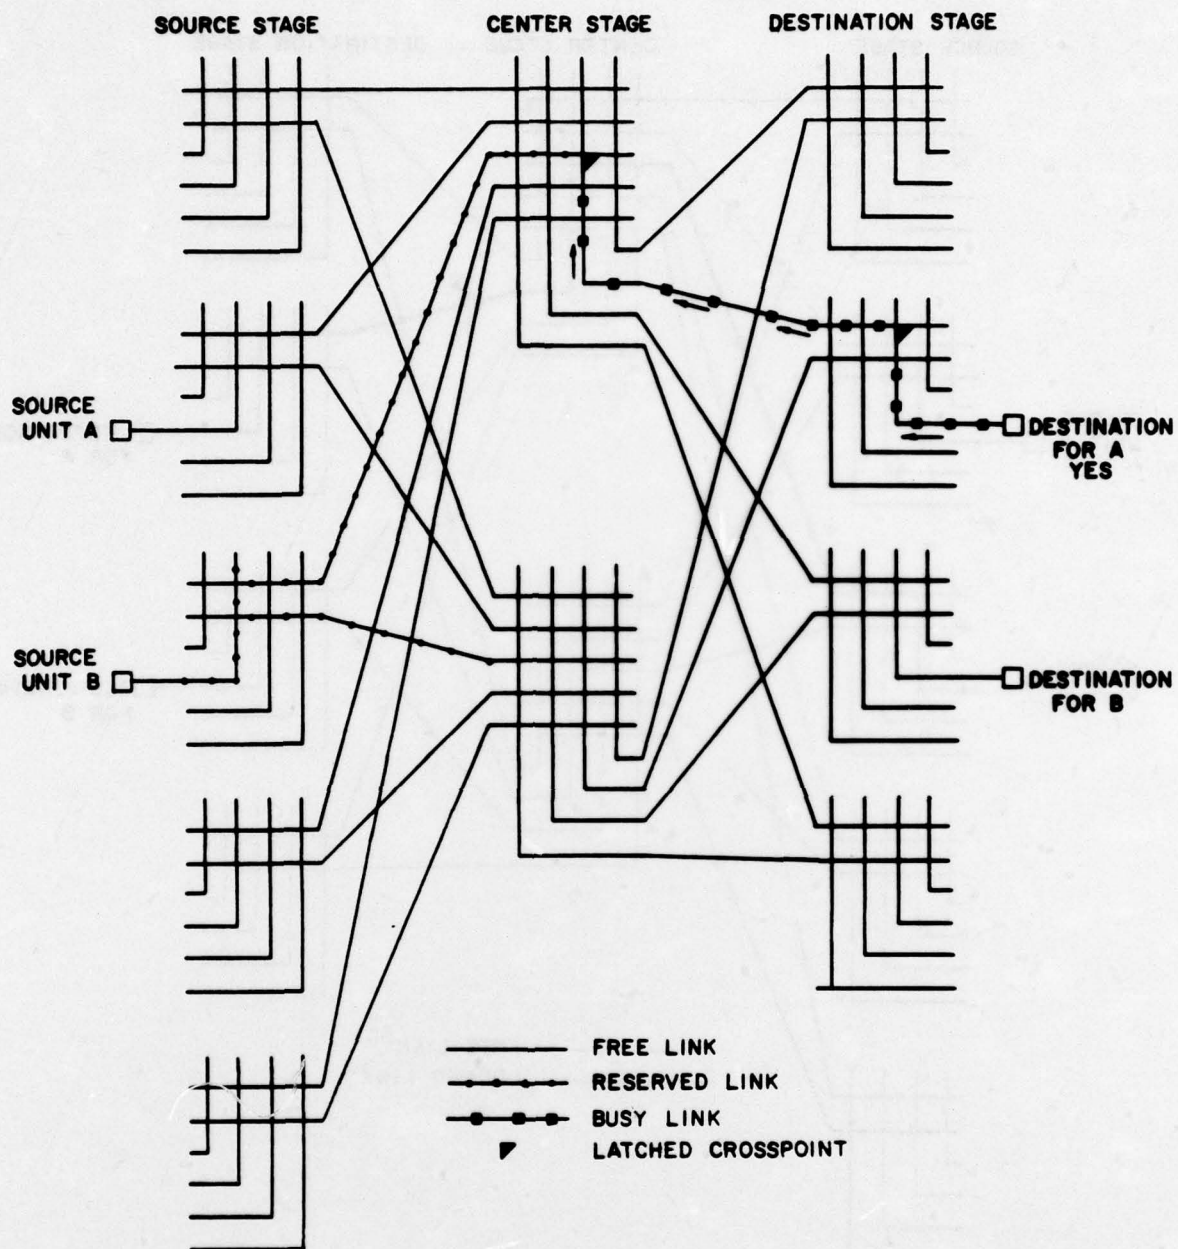 SOURCE STAGE
CENTER STAGE
DESTINATION STAGE
SOURCE
UNIT A
DESTINATION
FOR A
YES
SOURCE
UNIT B
DESTINATION
FOR B
FREE LINK
RESERVED LINK
BUSY LINK
LATCHED CROSSPOINT